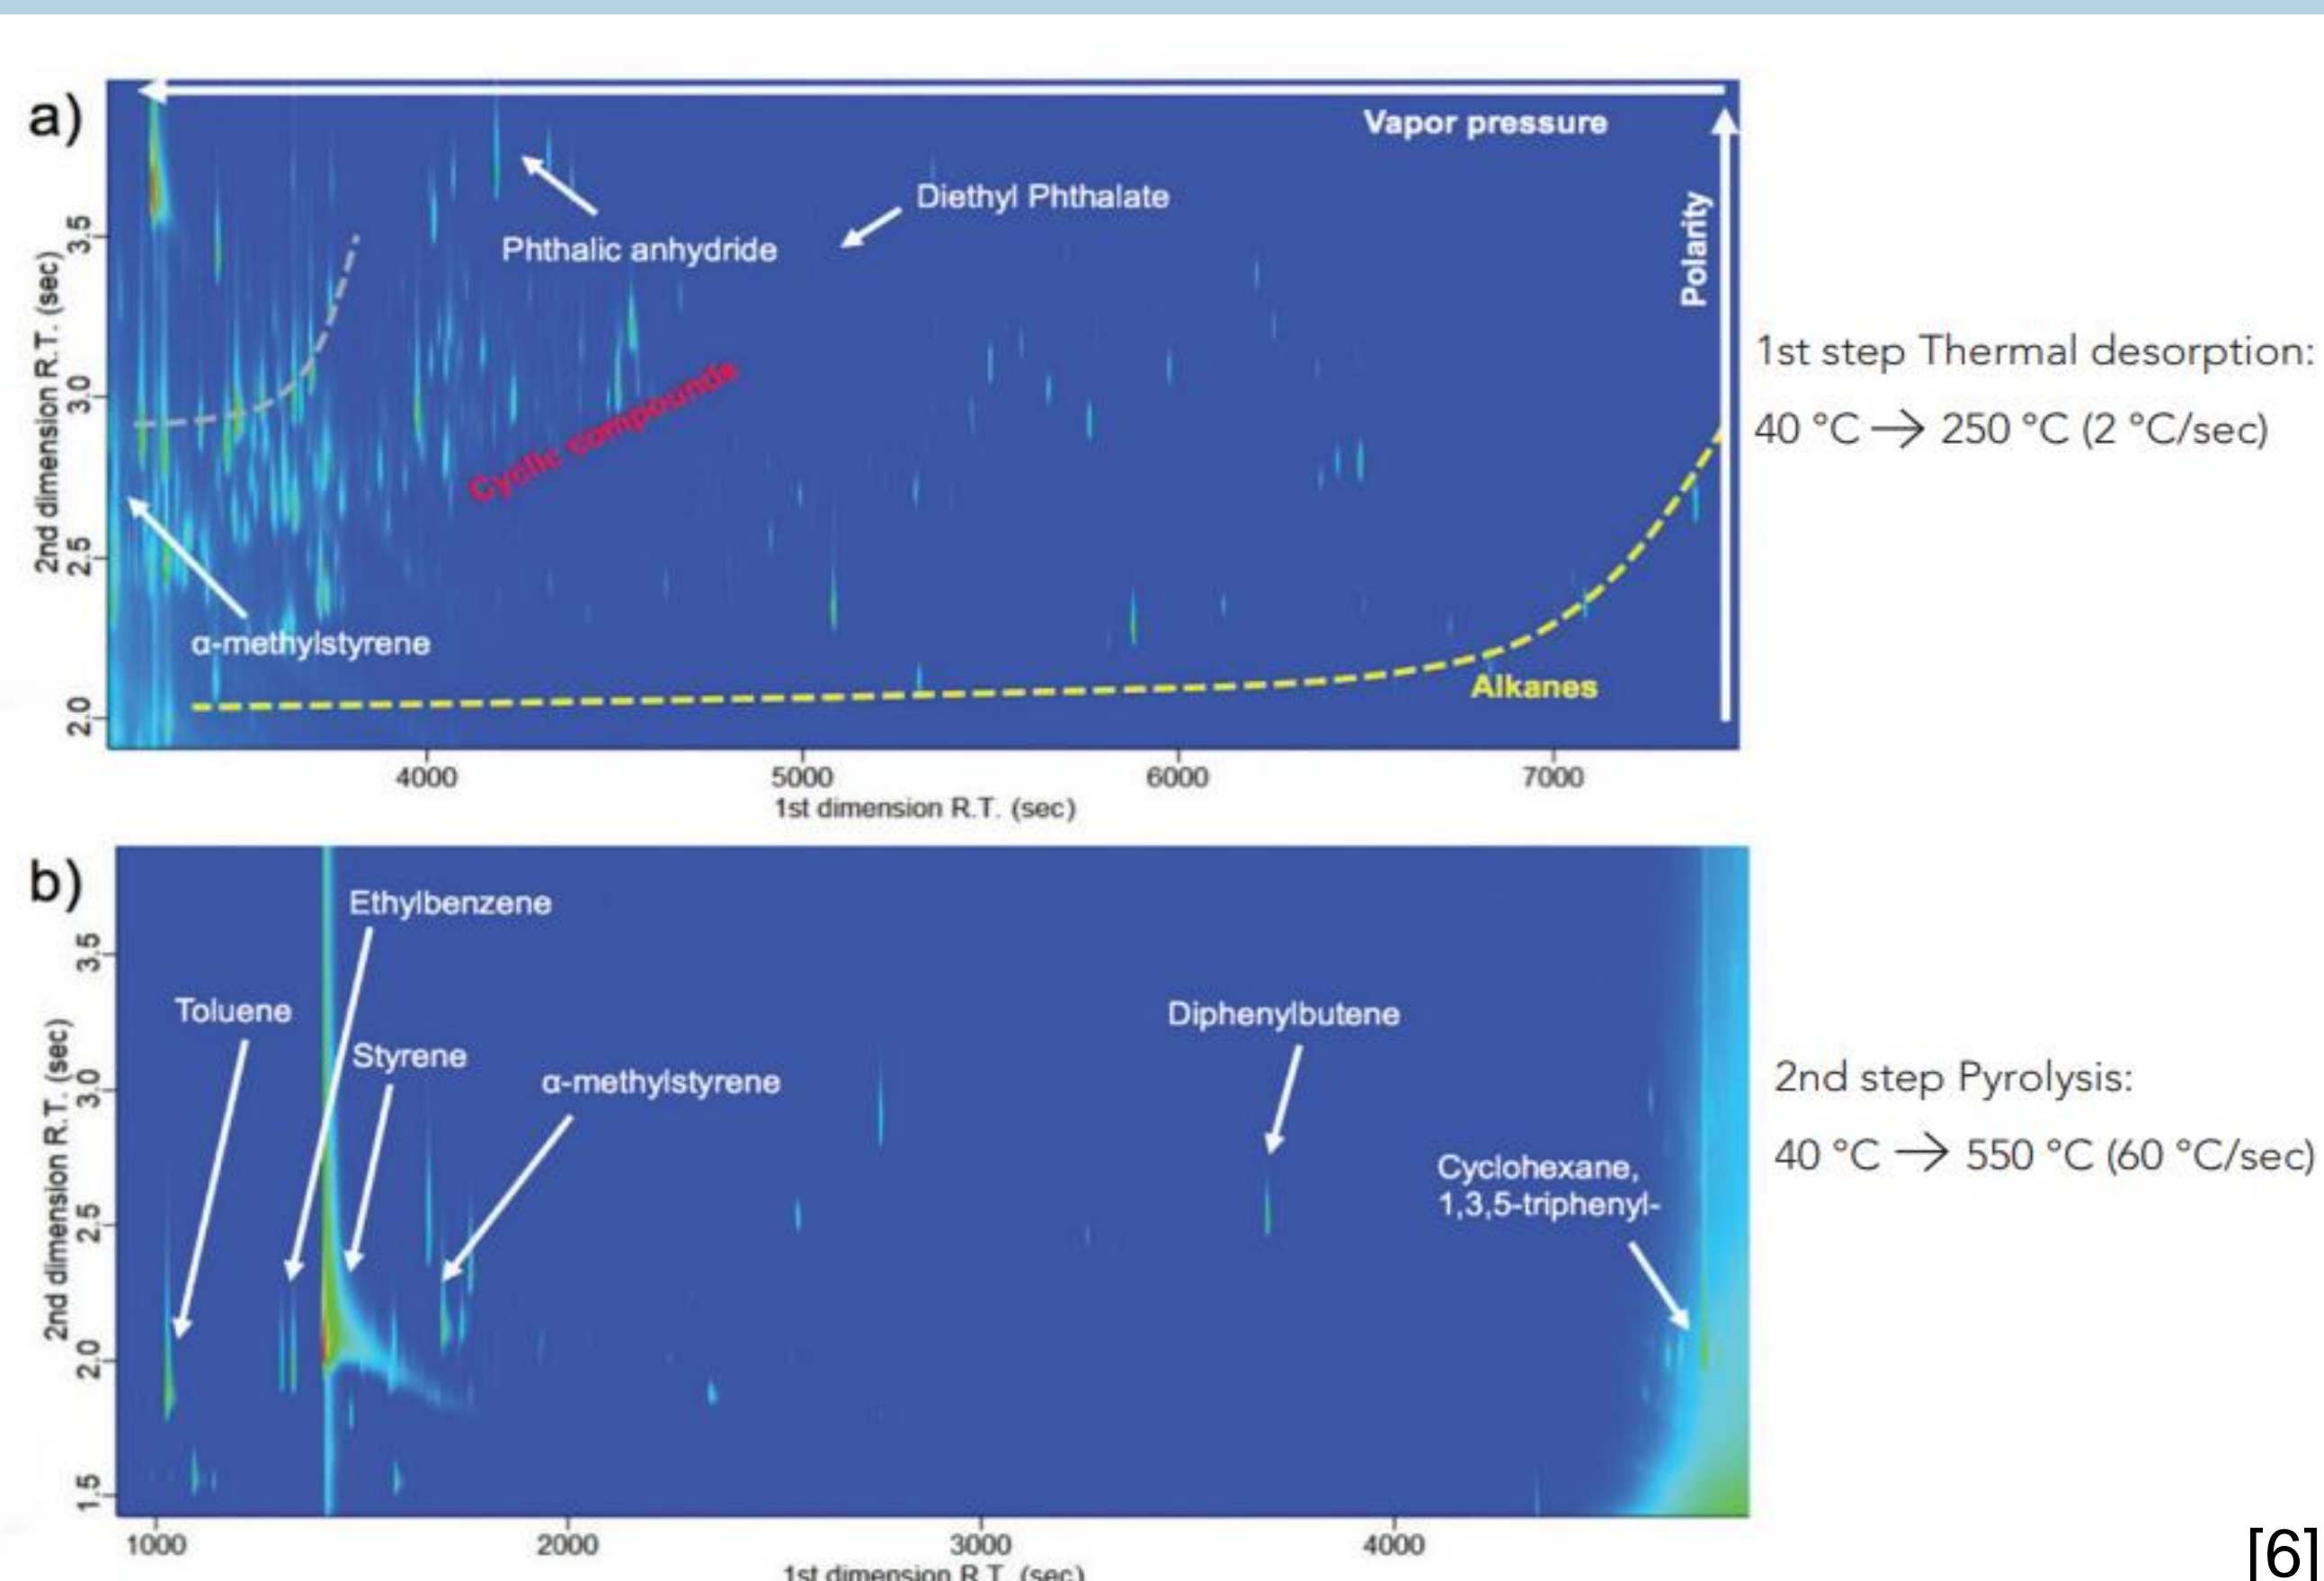 a)
Vapor pressure
Polarity
Diethyl Phthalate
Phthalic anhydride
Cyclic compounds
α-methylstyrene
Alkanes
2nd dimension R.T. (sec)
3.5
3.0
2.5
2.0
4000 5000 6000 7000
1st dimension R.T. (sec)
1st step Thermal desorption:
40 °C → 250 °C (2 °C/sec)
b)
Ethylbenzene
Toluene
Styrene
α-methylstyrene
Diphenylbutene
Cyclohexane,
1,3,5-triphenyl-
2nd dimension R.T. (sec)
3.5
3.0
2.5
2.0
1.5
1000 2000 3000 4000
1st dimension R.T. (sec)
2nd step Pyrolysis:
40 °C → 550 °C (60 °C/sec)
[6]